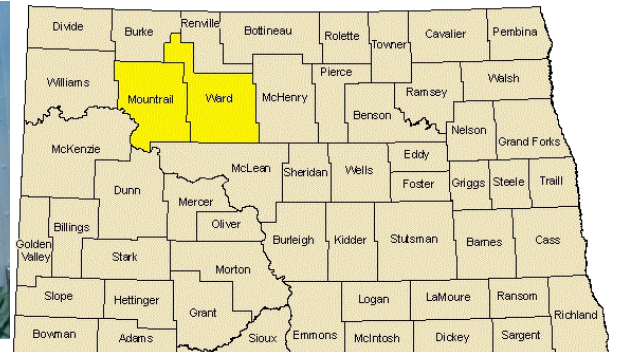 Divide
Burke
Renville
Bottineau
Rolette
Towner
Cavalier
Pembina
Williams
Mountrail
Ward
McHenry
Pierce
Benson
Ramsey
Walsh
Nelson
Grand Forks
McKenzie
Dunn
McLean
Sheridan
Wells
Eddy
Foster
Griggs
Steele
Traill
Mercer
Oliver
Billings
Golden
Valley
Stark
Morton
Burleigh
Kidder
Stutsman
Barnes
Cass
Slope
Hettinger
Grant
Logan
LaMoure
Ransom
Richland
Bowman
Adams
Sioux
Emmons
McIntosh
Dickey
Sargent